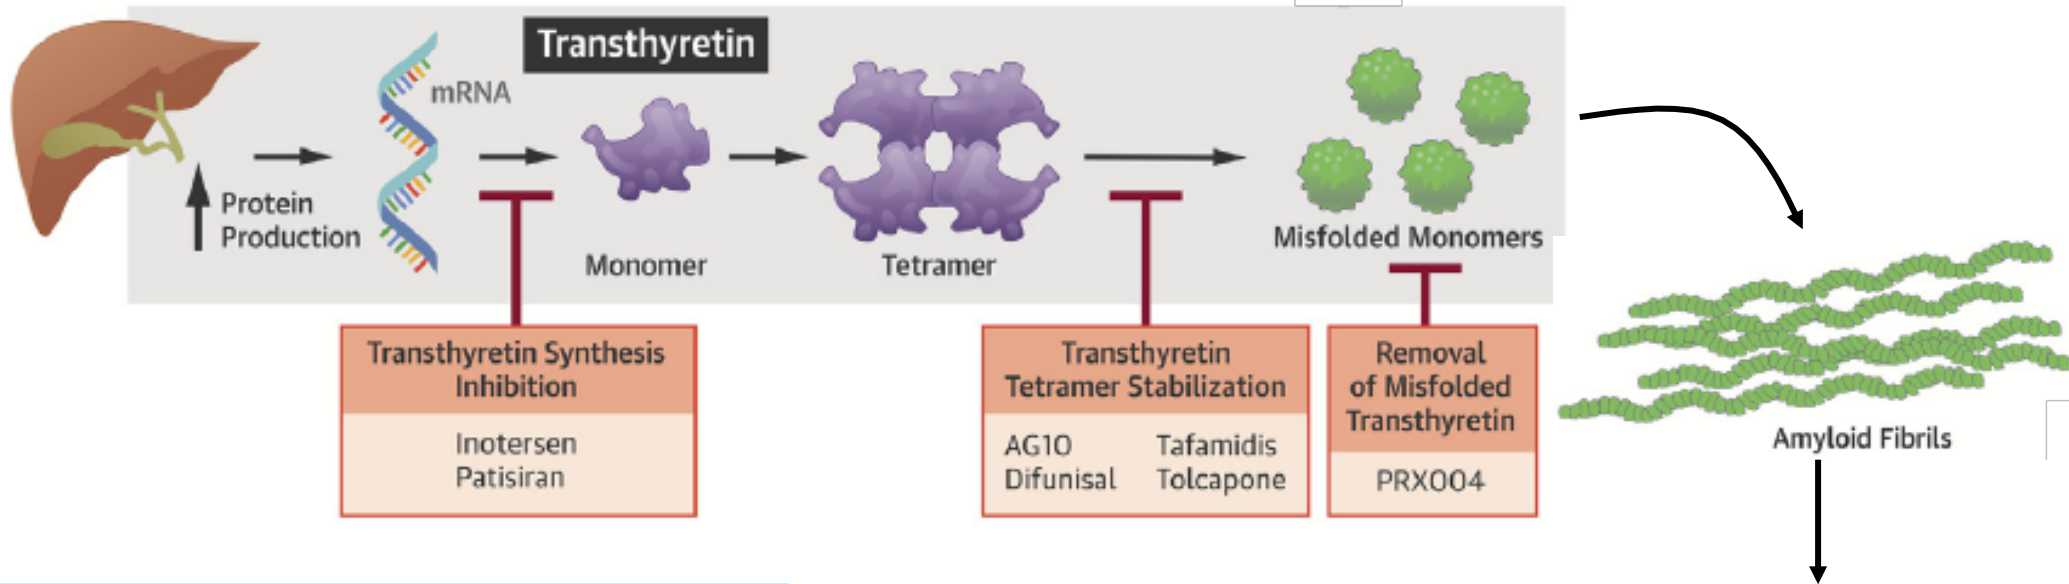 Transthyretin
mRNA
Protein
Production
Monomer
Tetramer
Misfolded Monomers
Transthyretin Synthesis
Inhibition
Inotersen
Patisiran
Transthyretin
Tetramer Stabilization
AG10 Tafamidis
Difunisal Tolcapone
Removal
of Misfolded
Transthyretin
PRX004
Amyloid Fibrils